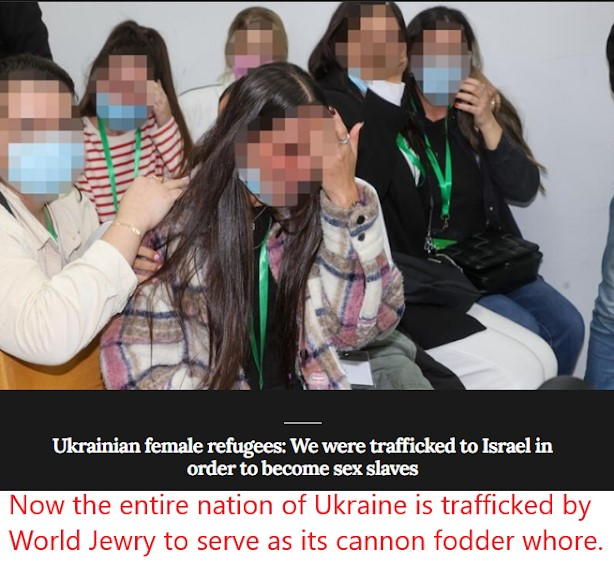 Ukrainian female refugees: We were trafficked to Israel in
order to become sex slaves
Now the entire nation of Ukraine is trafficked by
World Jewry to serve as its cannon fodder whore.